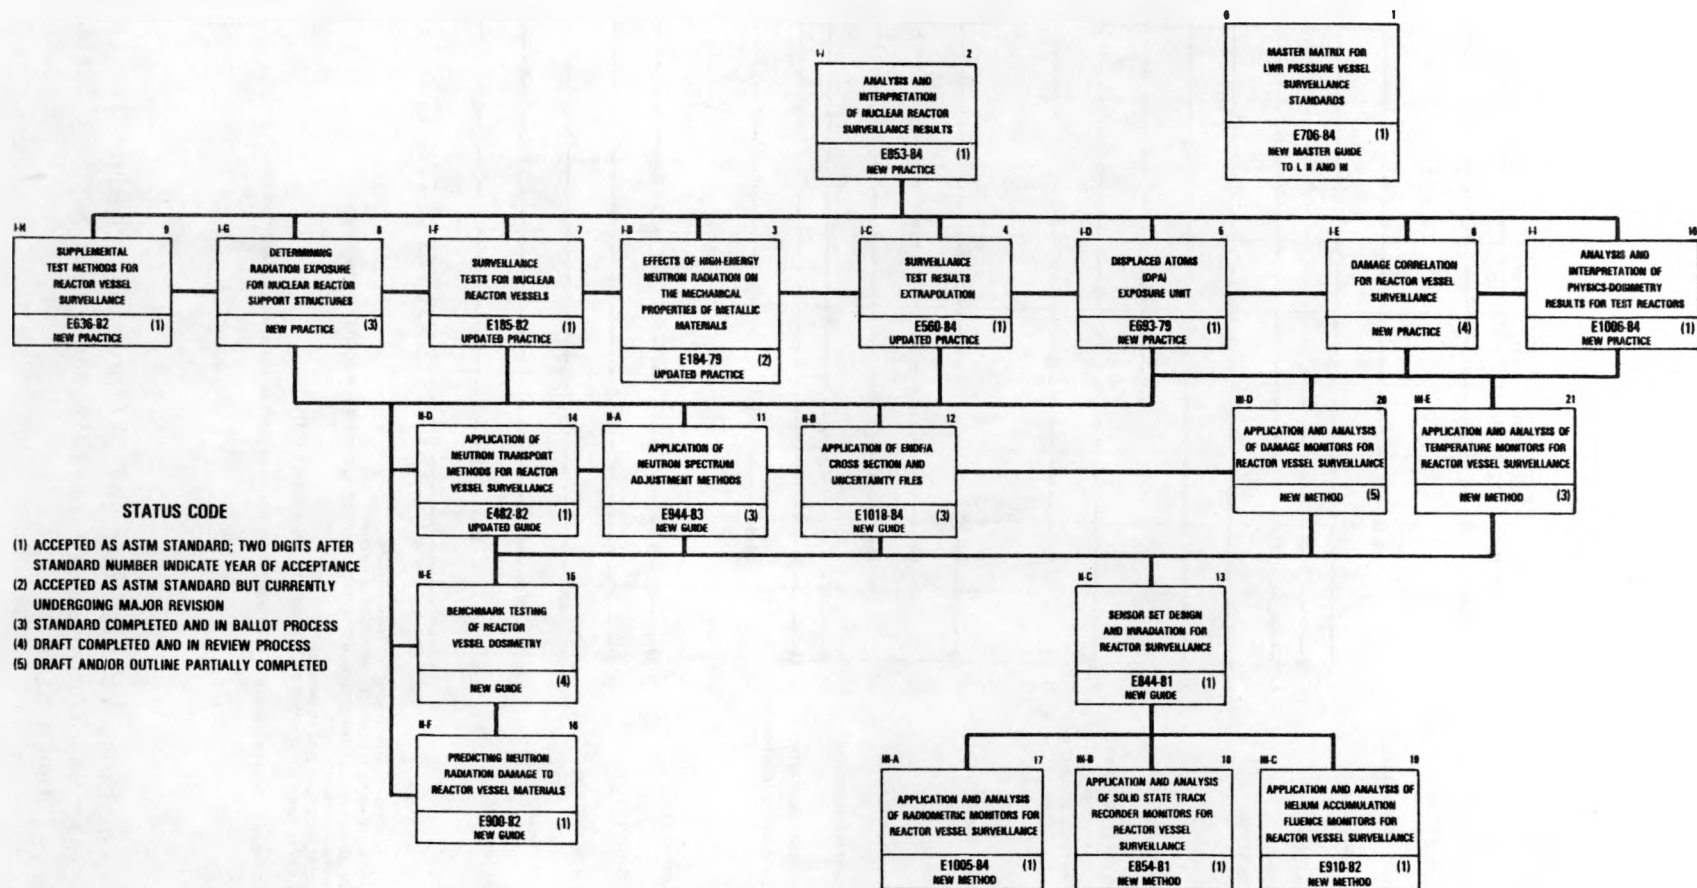 0 1
MASTER MATRIX FOR
LWR PRESSURE VESSEL
SURVEILLANCE
STANDARDS
E706-84 (1)
NEW MASTER GUIDE
TO I, II AND III
I-J 2
ANALYSIS AND
INTERPRETATION
OF NUCLEAR REACTOR
SURVEILLANCE RESULTS
E853-84 (1)
NEW PRACTICE
I-H 9
SUPPLEMENTAL
TEST METHODS FOR
REACTOR VESSEL
SURVEILLANCE
E636-82 (1)
NEW PRACTICE
I-G 8
DETERMINING
RADIATION EXPOSURE
FOR NUCLEAR REACTOR
SUPPORT STRUCTURES
NEW PRACTICE (3)
I-F 7
SURVEILLANCE
TESTS FOR NUCLEAR
REACTOR VESSELS
E185-82 (1)
UPDATED PRACTICE
I-B 3
EFFECTS OF HIGH-ENERGY
NEUTRON RADIATION ON
THE MECHANICAL
PROPERTIES OF METALLIC
MATERIALS
E184-79 (2)
UPDATED PRACTICE
I-C 4
SURVEILLANCE
TEST RESULTS
EXTRAPOLATION
E560-84 (1)
UPDATED PRACTICE
I-D 5
DISPLACED ATOMS
(DPA)
EXPOSURE UNIT
E693-79 (1)
NEW PRACTICE
I-E 6
DAMAGE CORRELATION
FOR REACTOR VESSEL
SURVEILLANCE
NEW PRACTICE (4)
I-I 10
ANALYSIS AND
INTERPRETATION OF
PHYSICS-DOSIMETRY
RESULTS FOR TEST REACTORS
E1006-84 (1)
NEW PRACTICE
II-D 14
APPLICATION OF
NEUTRON TRANSPORT
METHODS FOR REACTOR
VESSEL SURVEILLANCE
E482-82 (1)
UPDATED GUIDE
II-A 11
APPLICATION OF
NEUTRON SPECTRUM
ADJUSTMENT METHODS
E944-83 (3)
NEW GUIDE
II-B 12
APPLICATION OF ENDF/A
CROSS SECTION AND
UNCERTAINTY FILES
E1018-84 (3)
NEW GUIDE
III-D 20
APPLICATION AND ANALYSIS
OF DAMAGE MONITORS FOR
REACTOR VESSEL SURVEILLANCE
NEW METHOD (5)
III-E 21
APPLICATION AND ANALYSIS OF
TEMPERATURE MONITORS FOR
REACTOR VESSEL SURVEILLANCE
NEW METHOD (3)
STATUS CODE
(1) ACCEPTED AS ASTM STANDARD; TWO DIGITS AFTER
STANDARD NUMBER INDICATE YEAR OF ACCEPTANCE
(2) ACCEPTED AS ASTM STANDARD BUT CURRENTLY
UNDERGOING MAJOR REVISION
(3) STANDARD COMPLETED AND IN BALLOT PROCESS
(4) DRAFT COMPLETED AND IN REVIEW PROCESS
(5) DRAFT AND/OR OUTLINE PARTIALLY COMPLETED
II-E 15
BENCHMARK TESTING
OF REACTOR
VESSEL DOSIMETRY
NEW GUIDE (4)
II-C 13
SENSOR SET DESIGN
AND IRRADIATION FOR
REACTOR SURVEILLANCE
E844-81 (1)
NEW GUIDE
II-F 16
PREDICTING NEUTRON
RADIATION DAMAGE TO
REACTOR VESSEL MATERIALS
E900-82 (1)
NEW GUIDE
III-A 17
APPLICATION AND ANALYSIS
OF RADIOMETRIC MONITORS FOR
REACTOR VESSEL SURVEILLANCE
E1005-84 (1)
NEW METHOD
III-B 18
APPLICATION AND ANALYSIS
OF SOLID STATE TRACK
RECORDER MONITORS FOR
REACTOR VESSEL
SURVEILLANCE
E854-81 (1)
NEW METHOD
III-C 19
APPLICATION AND ANALYSIS OF
HELIUM ACCUMULATION
FLUENCE MONITORS FOR
REACTOR VESSEL SURVEILLANCE
E910-82 (1)
NEW METHOD